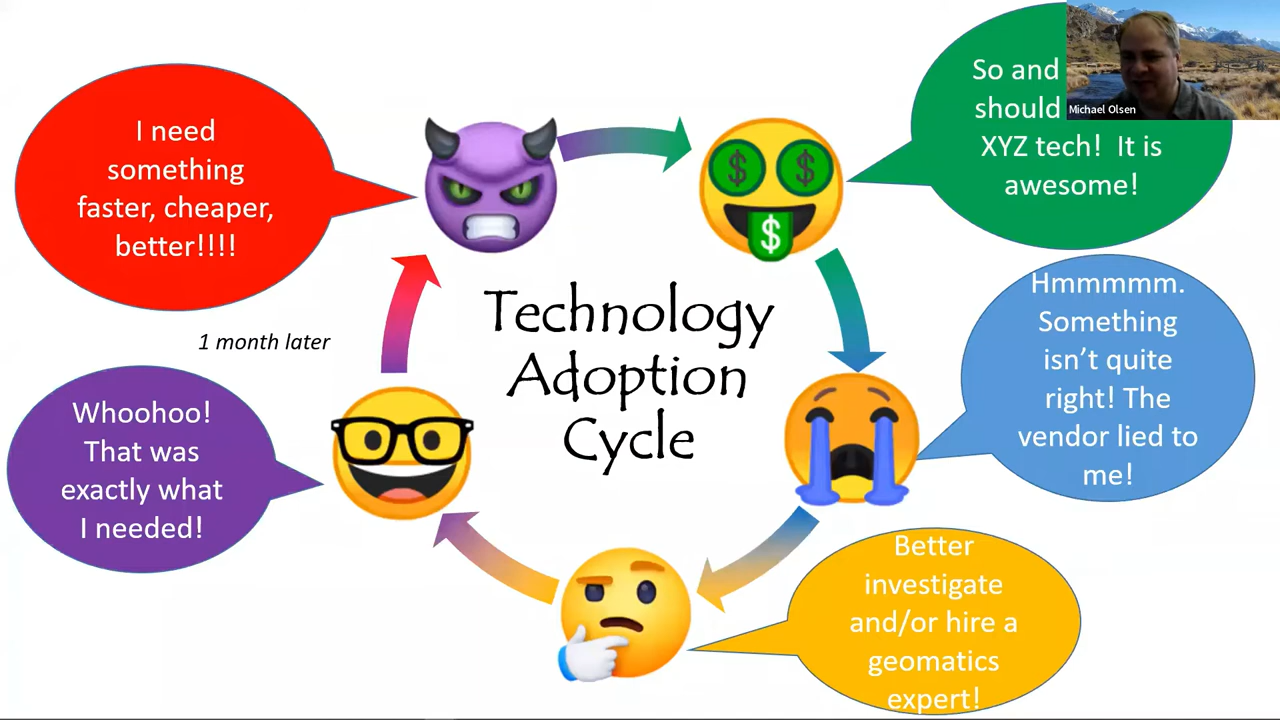 I need
something
faster, cheaper,
better!!!!
So and
should
XYZ tech!  It is
awesome!
Michael Olsen
Hmmmmm.
Something
isn’t quite
right! The
vendor lied to
me!
Better
investigate
and/or hire a
geomatics
expert!
Whoohoo!
That was
exactly what
I needed!
1 month later
Technology
Adoption
Cycle
$ $
$